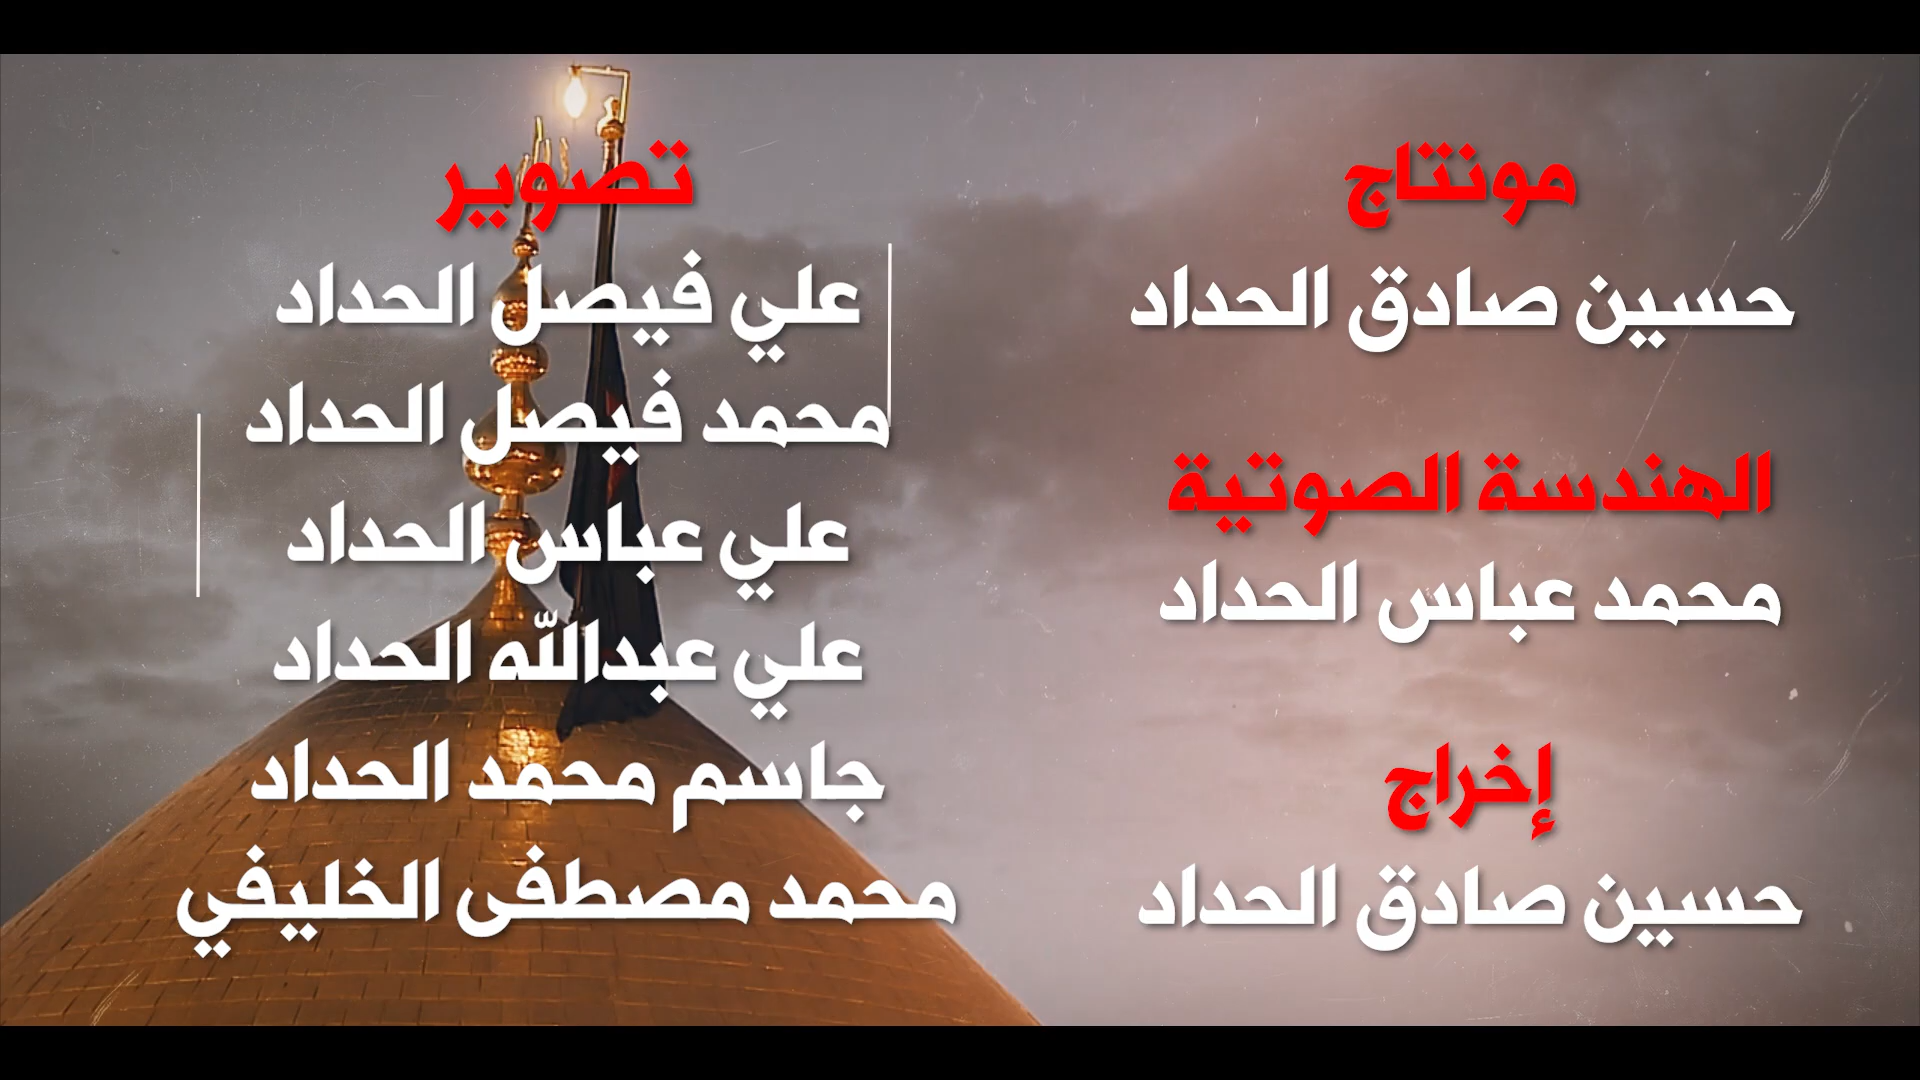 مونتاج
حسين صادق الحداد
الهندسة الصوتية
محمد عباس الحداد
إخراج
حسين صادق الحداد
تصوير
علي فيصل الحداد
محمد فيصل الحداد
علي عباس الحداد
علي عبدالله الحداد
جاسم محمد الحداد
محمد مصطفى الخليفي